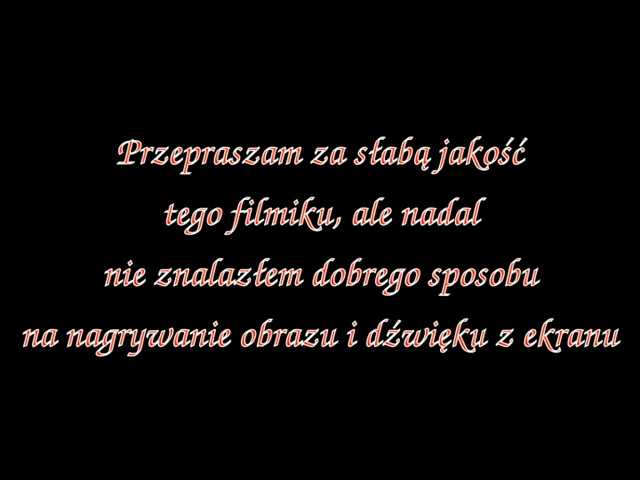 Przepraszam za słabą jakość
tego filmiku, ale nadal
nie znalazłem dobrego sposobu
na nagrywanie obrazu i dźwięku z ekranu